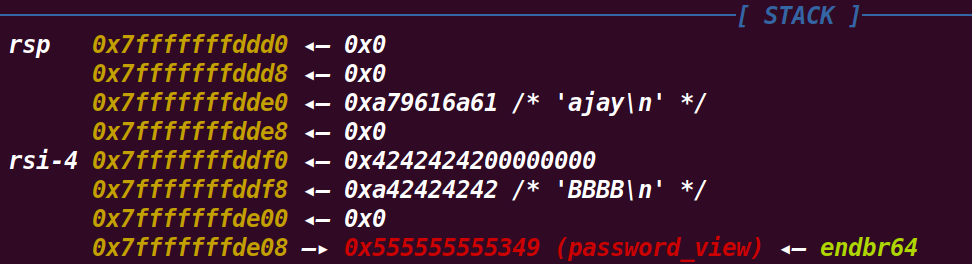 [ STACK ]
rsp 0x7fffffffddd0 ◂— 0x0
0x7fffffffddd8 ◂— 0x0
0x7fffffffdde0 ◂— 0xa79616a61 /* 'ajay\n' */
0x7fffffffdde8 ◂— 0x0
rsi-4 0x7fffffffddf0 ◂— 0x4242424200000000
0x7fffffffddf8 ◂— 0xa42424242 /* 'BBBB\n' */
0x7fffffffde00 ◂— 0x0
0x7fffffffde08 —▸ 0x555555555349 (password_view) ◂— endbr64